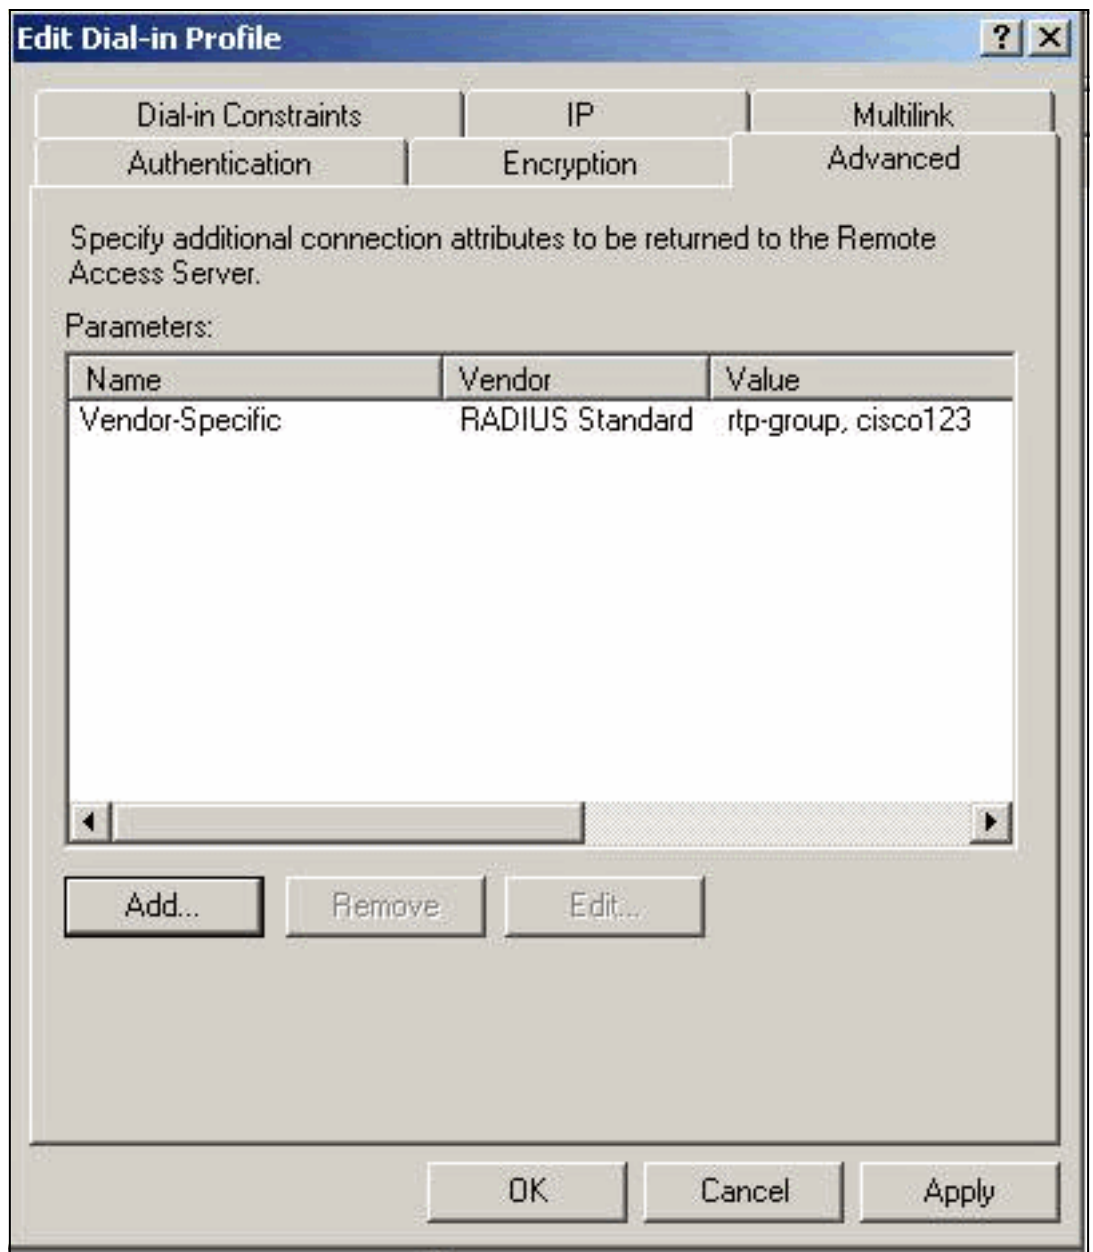 Edit Dial-in Profile
Dial-in Constraints IP Multilink
Authentication Encryption Advanced
Specify additional connection attributes to be returned to the Remote
Access Server.
Parameters:
Name Vendor Value
Vendor-Specific RADIUS Standard rtp-group, cisco123
Add... Remove Edit...
OK Cancel Apply